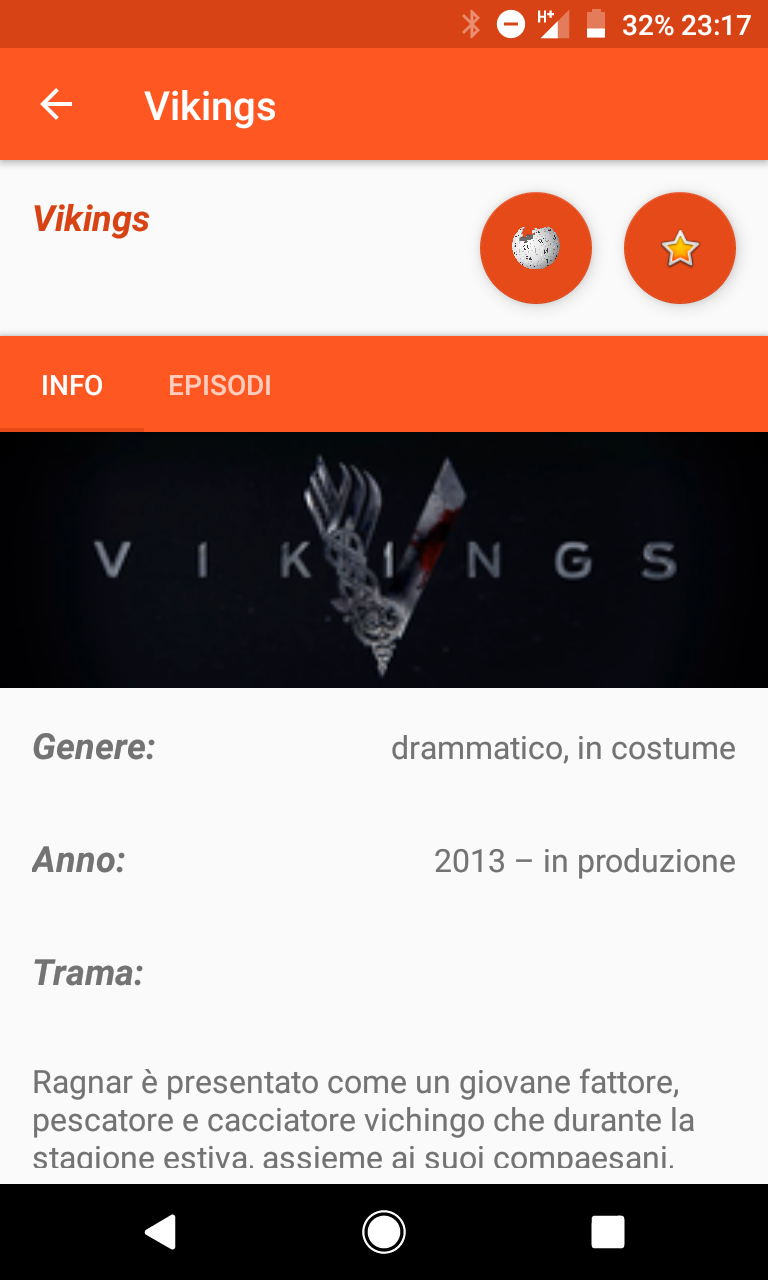 H+ 32% 23:17
Vikings
Vikings
INFO EPISODI
VIKINGS
Genere: drammatico, in costume
Anno: 2013 – in produzione
Trama:
Ragnar è presentato come un giovane fattore,
pescatore e cacciatore vichingo che durante la
stagione estiva, assieme ai suoi compaesani,